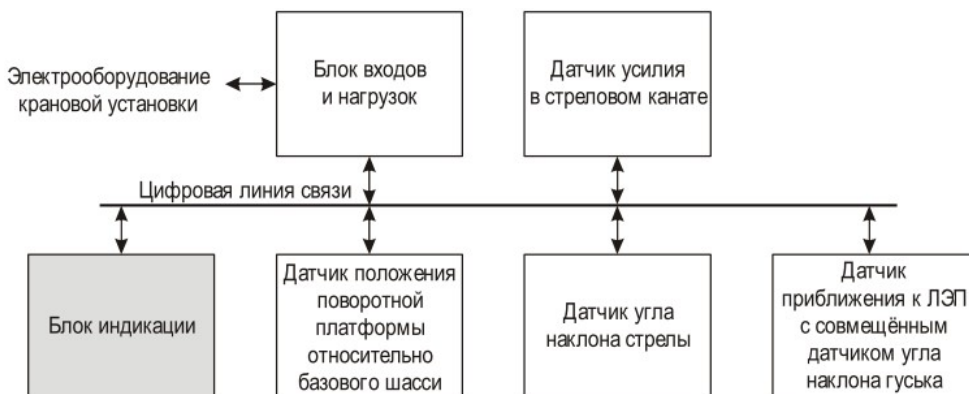 Электрооборудование
крановой установки
Блок входов
и нагрузок
Датчик усилия
в стреловом канате
Цифровая линия связи
Блок индикации
Датчик положения
поворотной
платформы
относительно
базового шасси
Датчик угла
наклона стрелы
Датчик
приближения к ЛЭП
с совмещённым
датчиком угла
наклона гуська